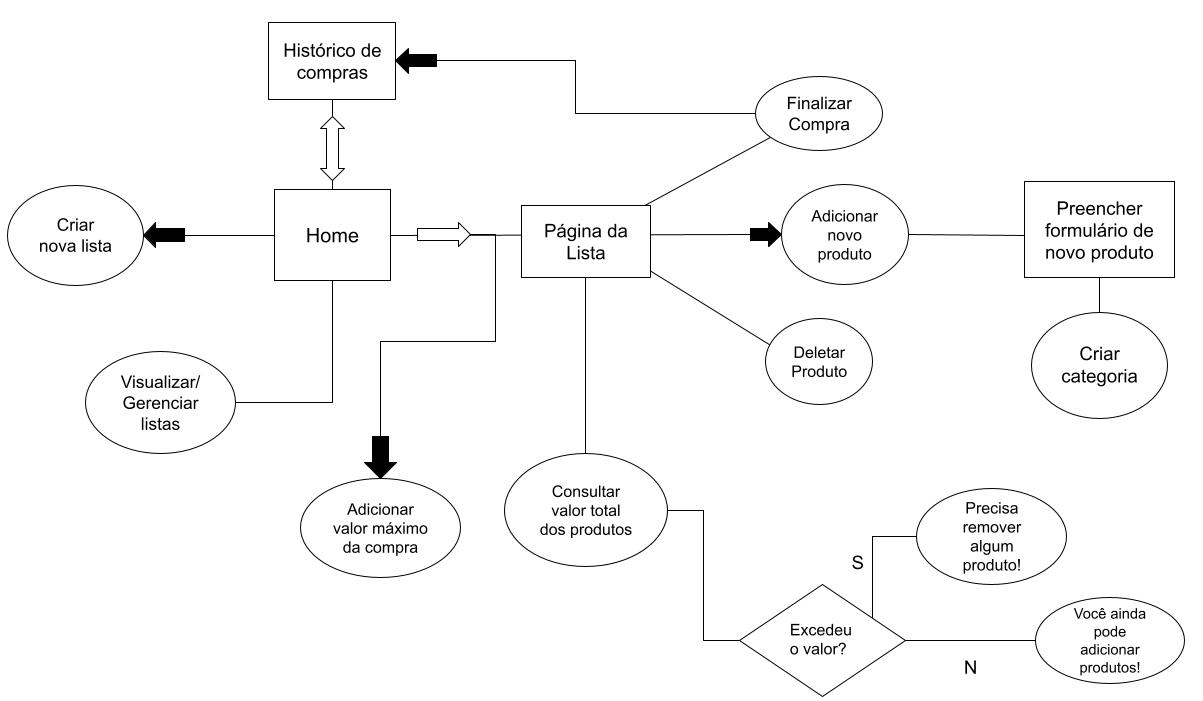 Histórico de
compras
Finalizar
Compra
Criar
nova lista
Home
Página da
Lista
Adicionar
novo
produto
Preencher
formulário de
novo produto
Visualizar/
Gerenciar
listas
Deletar
Produto
Criar
categoria
Adicionar
valor máximo
da compra
Consultar
valor total
dos produtos
Precisa
remover
algum
produto!
S
Excedeu
o valor?
N
Você ainda
pode
adicionar
produtos!